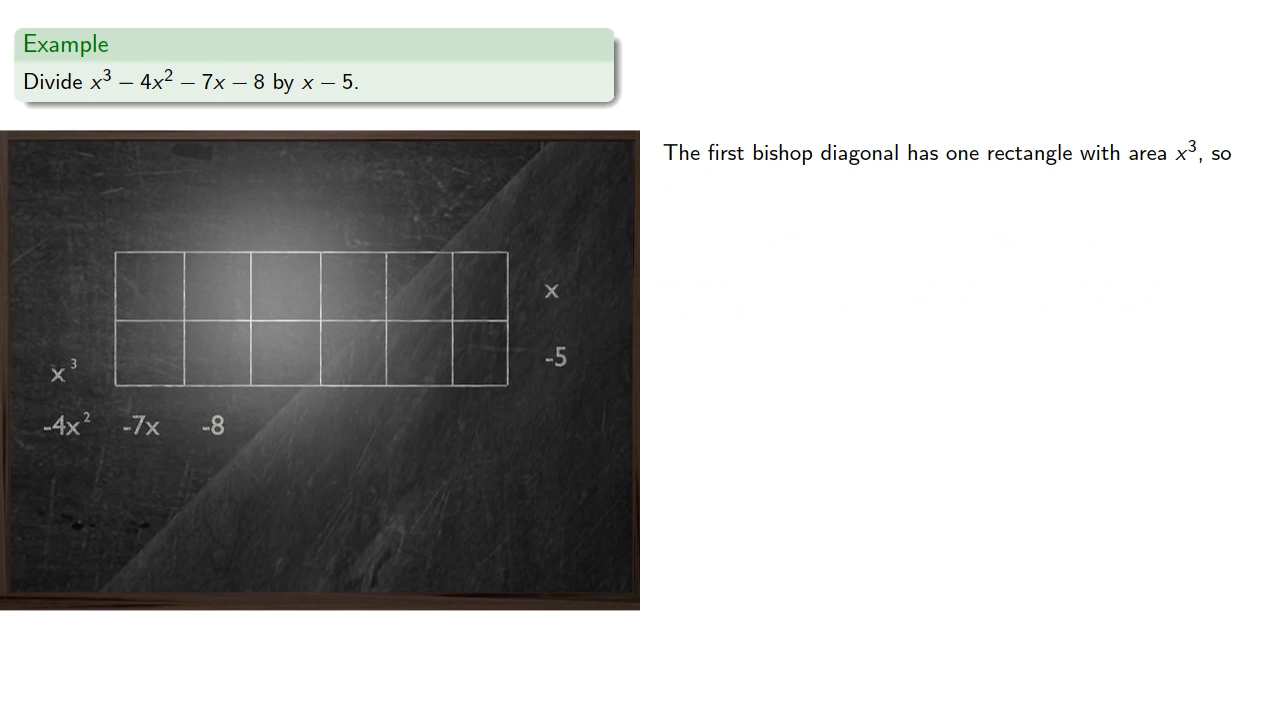 Example
Divide x³ − 4x² − 7x − 8 by x − 5.
The first bishop diagonal has one rectangle with area x³, so
x
-5
x³
-4x² -7x -8